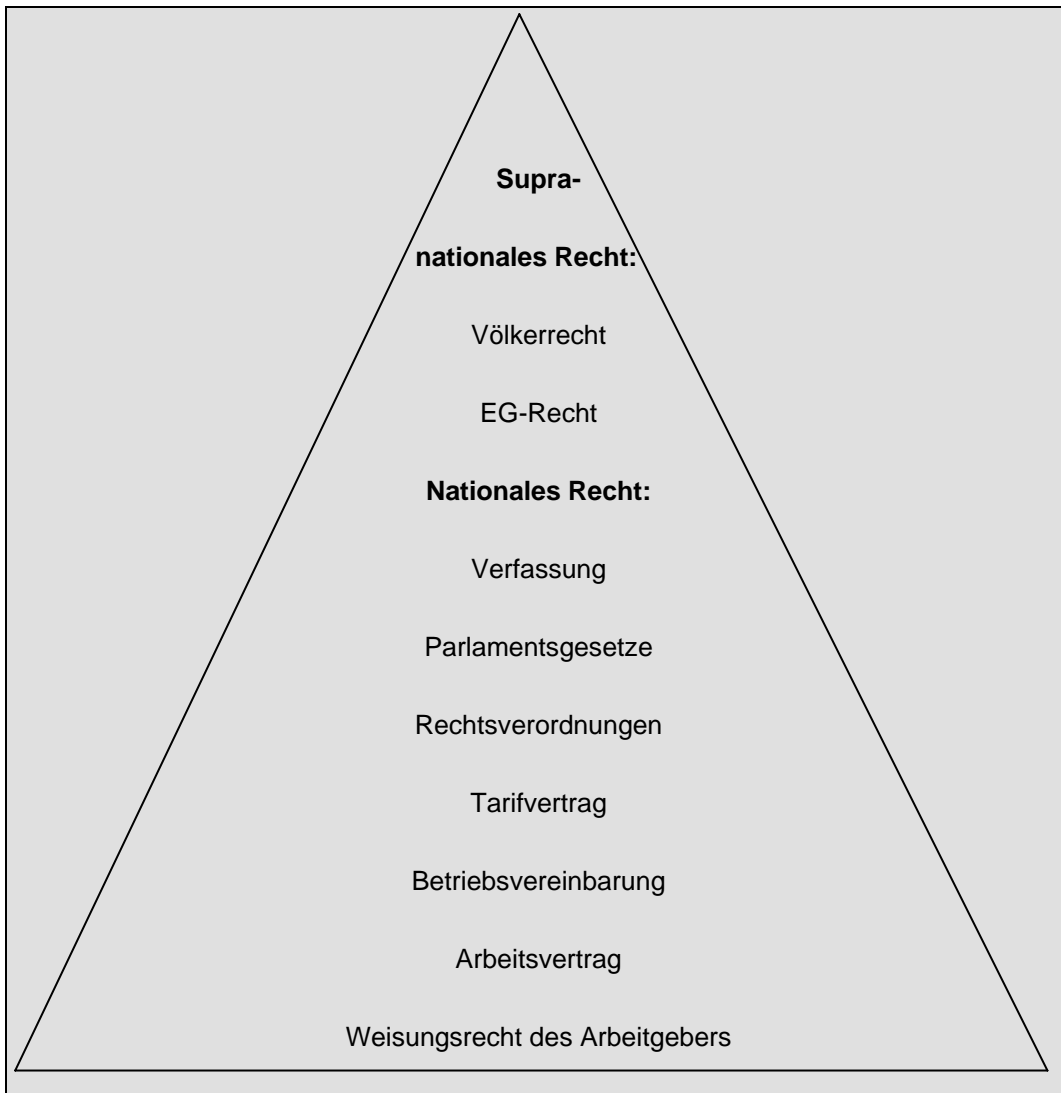 Supra-
nationales Recht:
Völkerrecht
EG-Recht
Nationales Recht:
Verfassung
Parlamentsgesetze
Rechtsverordnungen
Tarifvertrag
Betriebsvereinbarung
Arbeitsvertrag
Weisungsrecht des Arbeitgebers